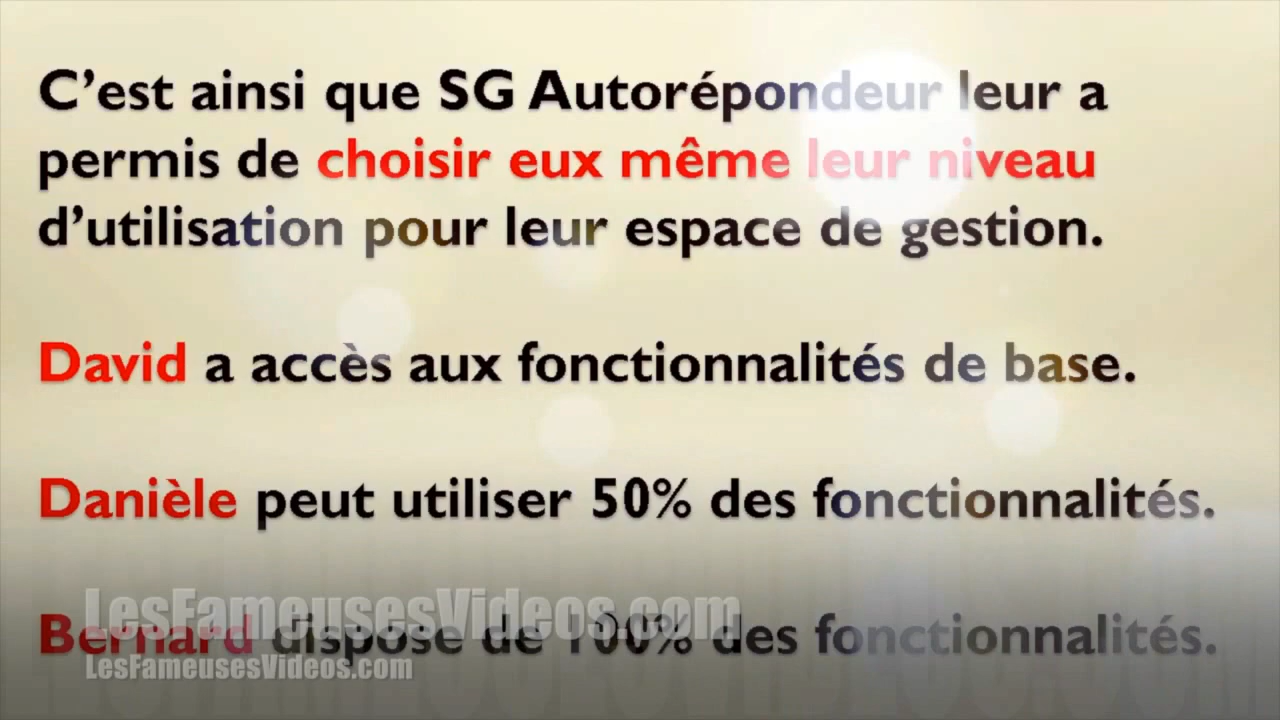 C’est ainsi que SG Autorépondeur leur a
permis de choisir eux même leur niveau
d’utilisation pour leur espace de gestion.
David a accès aux fonctionnalités de base.
Danièle peut utiliser 50% des fonctionnalités.
LesFameusesVideos.com
Bernard dispose de 100% des fonctionnalités.
LesFameusesVideos.com